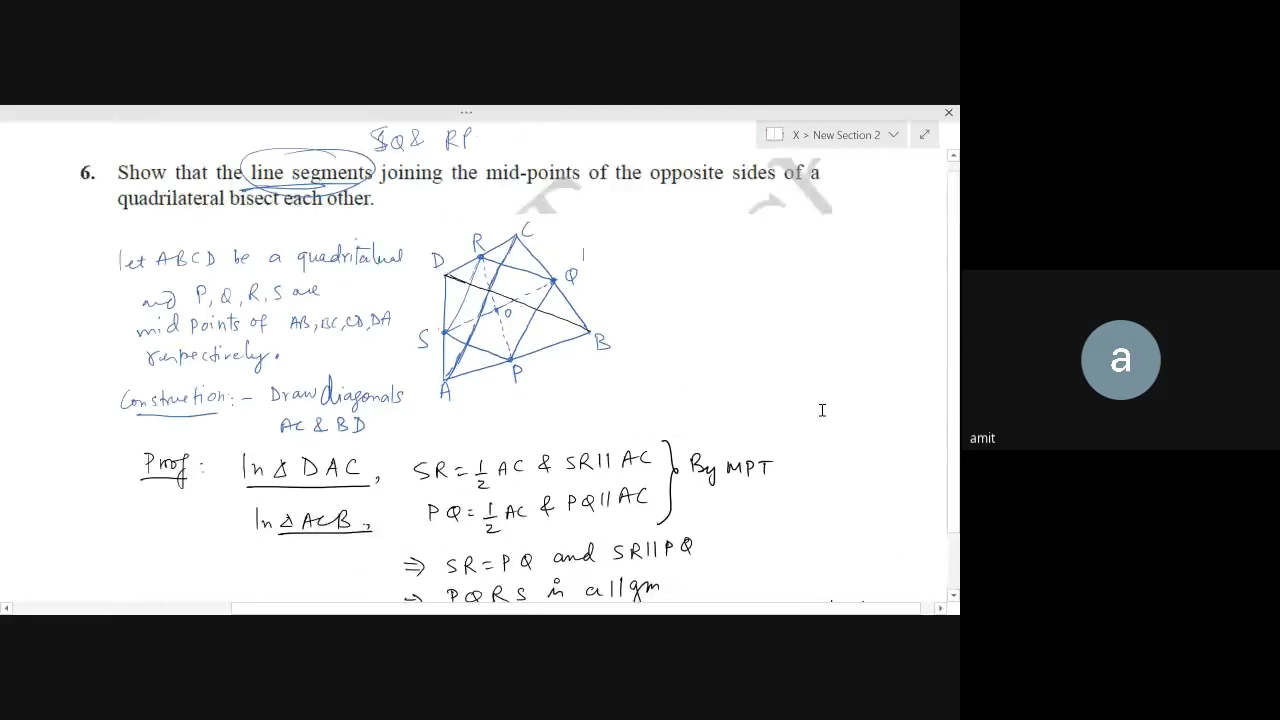 SQ & RP
X > New Section 2
6. Show that the line segments joining the mid-points of the opposite sides of a
quadrilateral bisect each other.
let ABCD be a quadritalual
and P, Q, R, S are
mid points of AB, BC, CD, DA
respectively.
Construction :- Draw diagonals
AC & BD
C
R
D
Q
O
S
B
P
A
Prof : In Δ DAC, SR = 1/2 AC & SR || AC
In Δ ACB, PQ = 1/2 AC & PQ || AC
By MPT
⇒ SR = PQ and SR || PQ
⇒ PQRS is a ||gm
a
amit